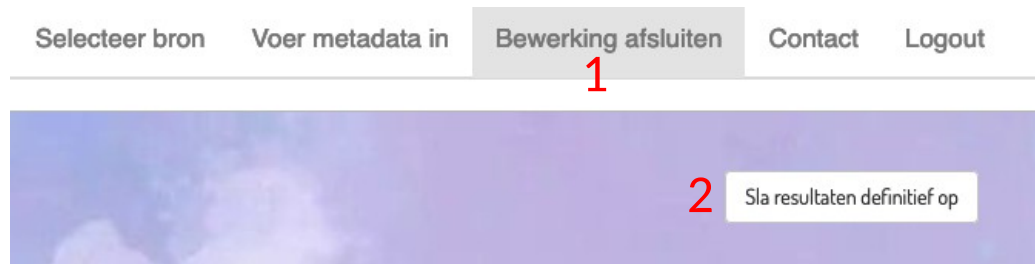 Selecteer bron Voer metadata in Bewerking afsluiten Contact Logout
1
2 Sla resultaten definitief op